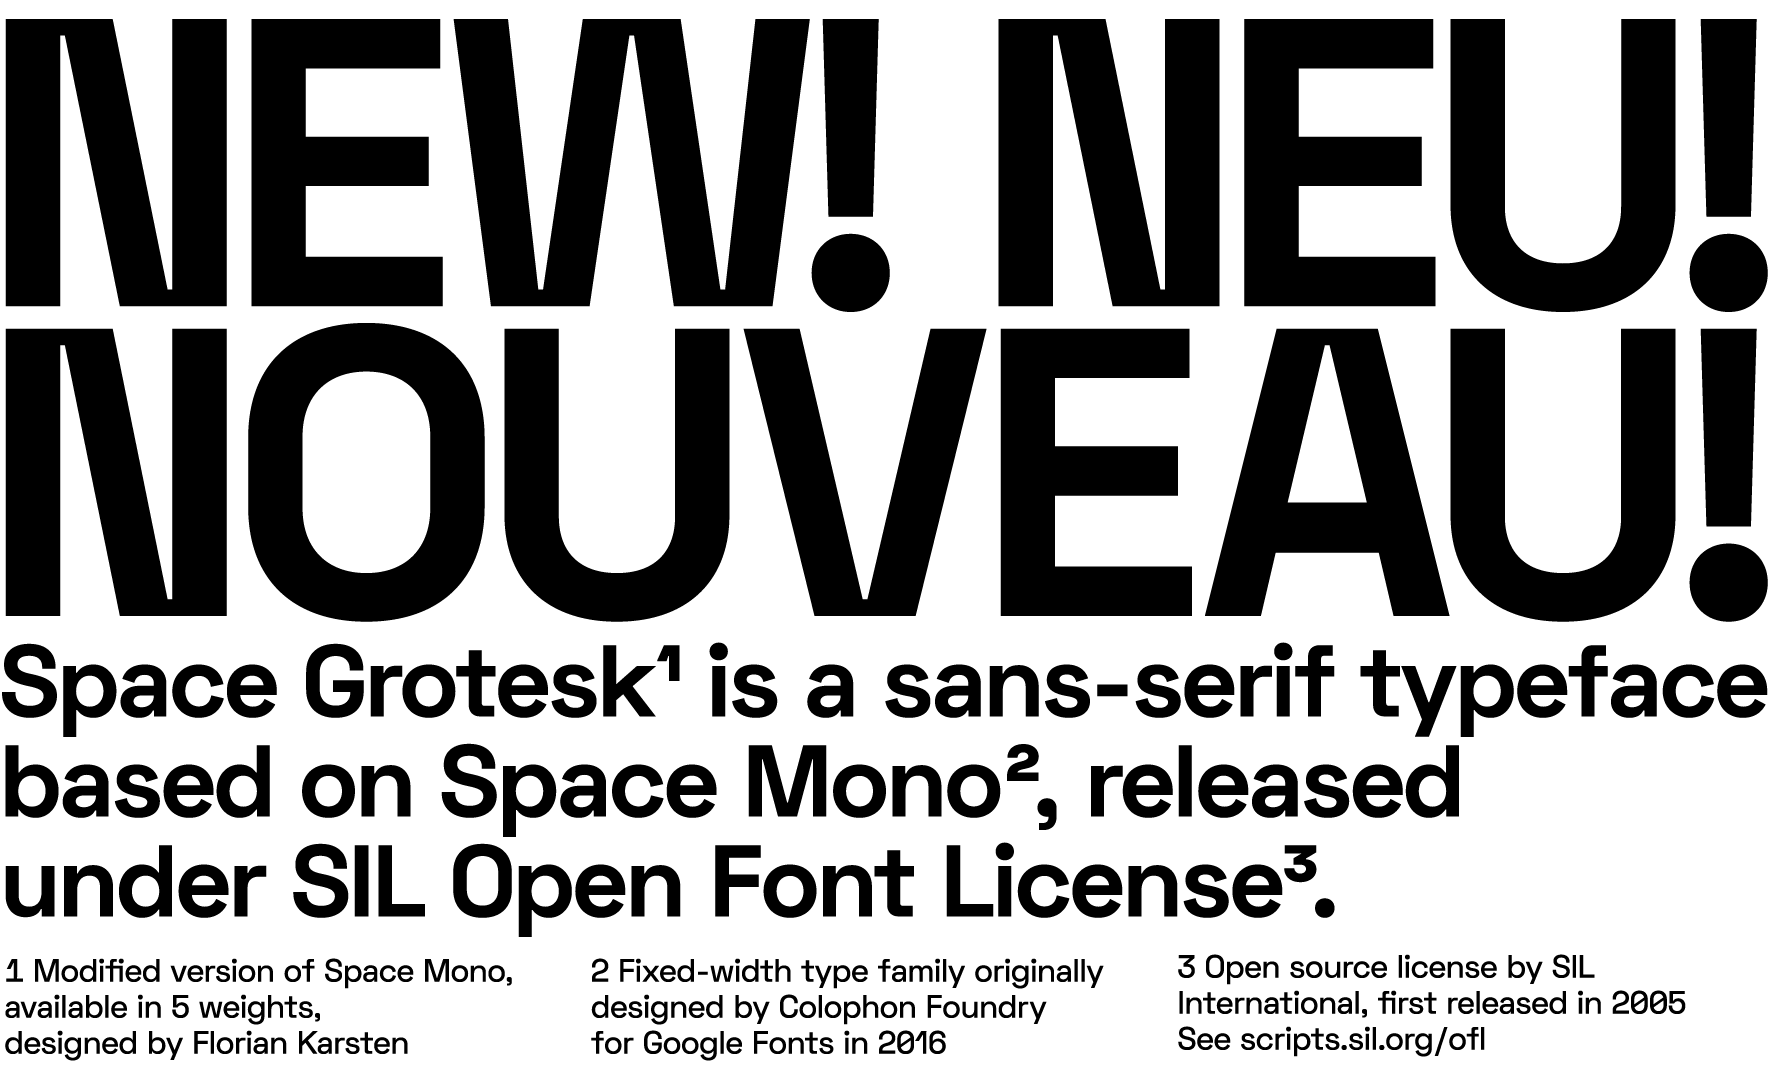 NEW! NEU!
NOUVEAU!
Space Grotesk¹ is a sans-serif typeface
based on Space Mono², released
under SIL Open Font License³.
1 Modified version of Space Mono,
available in 5 weights,
designed by Florian Karsten
2 Fixed-width type family originally
designed by Colophon Foundry
for Google Fonts in 2016
3 Open source license by SIL
International, first released in 2005
See scripts.sil.org/ofl